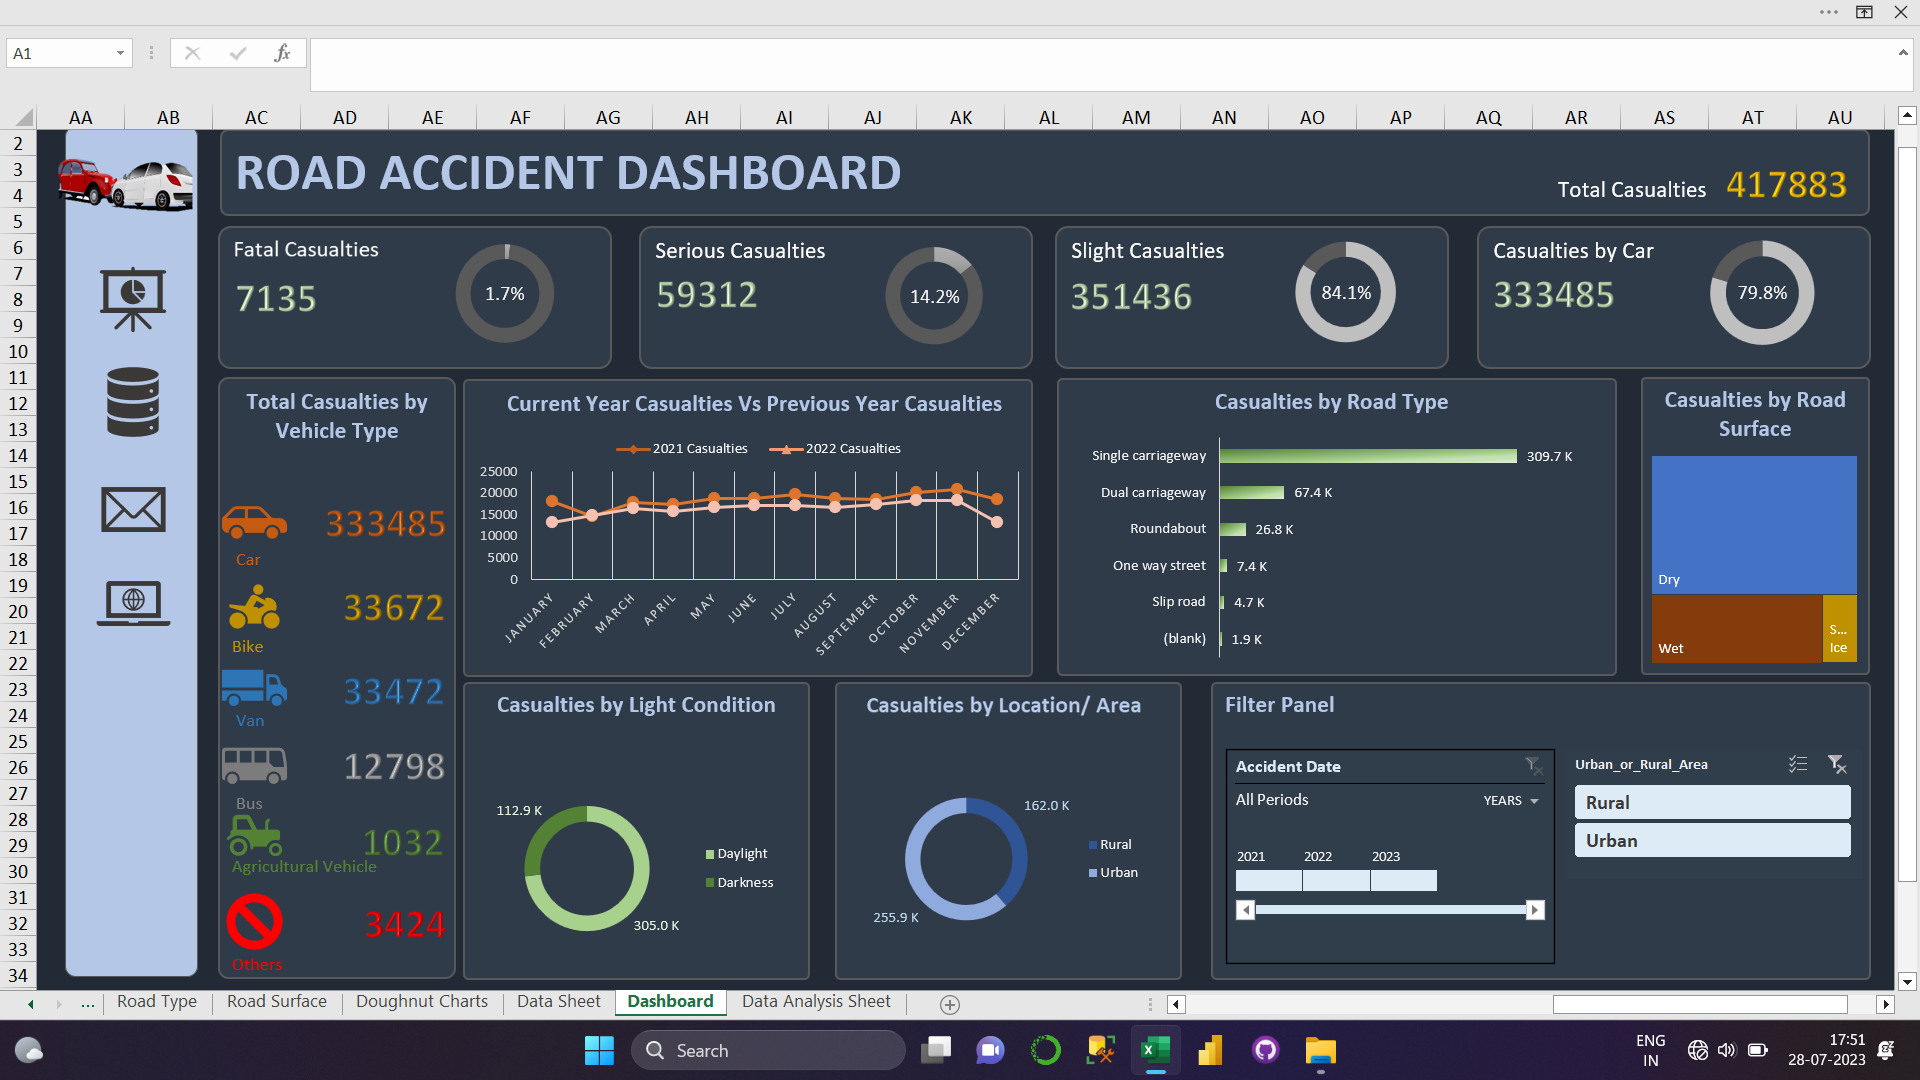 A1
fx
AA AB AC AD AE AF AG AH AI AJ AK AL AM AN AO AP AQ AR AS AT AU
2
3
4
5
6
7
8
9
10
11
12
13
14
15
16
17
18
19
20
21
22
23
24
25
26
27
28
29
30
31
32
33
34
ROAD ACCIDENT DASHBOARD
Total Casualties 417883
Fatal Casualties
7135
1.7%
Serious Casualties
59312
14.2%
Slight Casualties
351436
84.1%
Casualties by Car
333485
79.8%
Total Casualties by
Vehicle Type
333485
Car
33672
Bike
33472
Van
12798
Bus
1032
Agricultural Vehicle
3424
Others
Current Year Casualties Vs Previous Year Casualties
2021 Casualties 2022 Casualties
25000
20000
15000
10000
5000
0
JANUARY
FEBRUARY
MARCH
APRIL
MAY
JUNE
JULY
AUGUST
SEPTEMBER
OCTOBER
NOVEMBER
DECEMBER
Casualties by Road Type
Single carriageway 309.7 K
Dual carriageway 67.4 K
Roundabout 26.8 K
One way street 7.4 K
Slip road 4.7 K
(blank) 1.9 K
Casualties by Road
Surface
Dry
Wet
S...
Ice
Casualties by Light Condition
112.9 K
305.0 K
Daylight
Darkness
Casualties by Location/ Area
162.0 K
255.9 K
Rural
Urban
Filter Panel
Accident Date
All Periods YEARS
2021 2022 2023
Urban_or_Rural_Area
Rural
Urban
... Road Type Road Surface Doughnut Charts Data Sheet Dashboard Data Analysis Sheet
Search
ENG
IN
17:51
28-07-2023